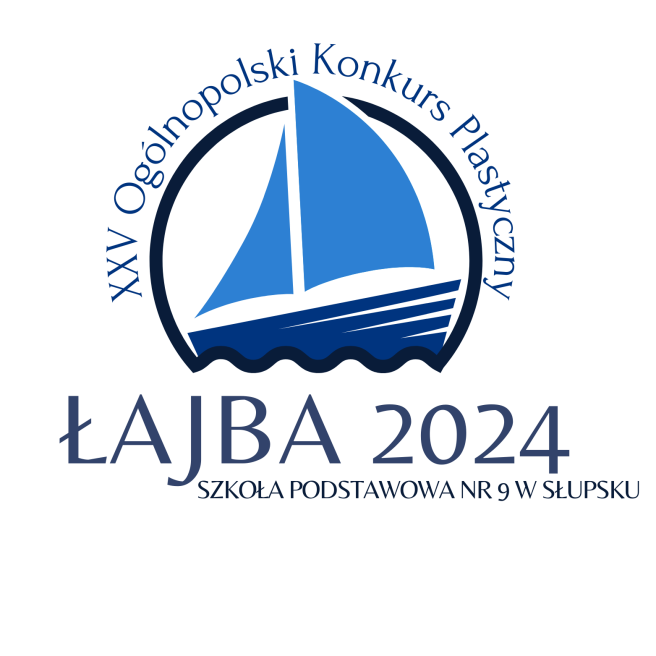 XXV Ogólnopolski Konkurs Plastyczny
ŁAJBA 2024
SZKOŁA PODSTAWOWA NR 9 W SŁUPSKU